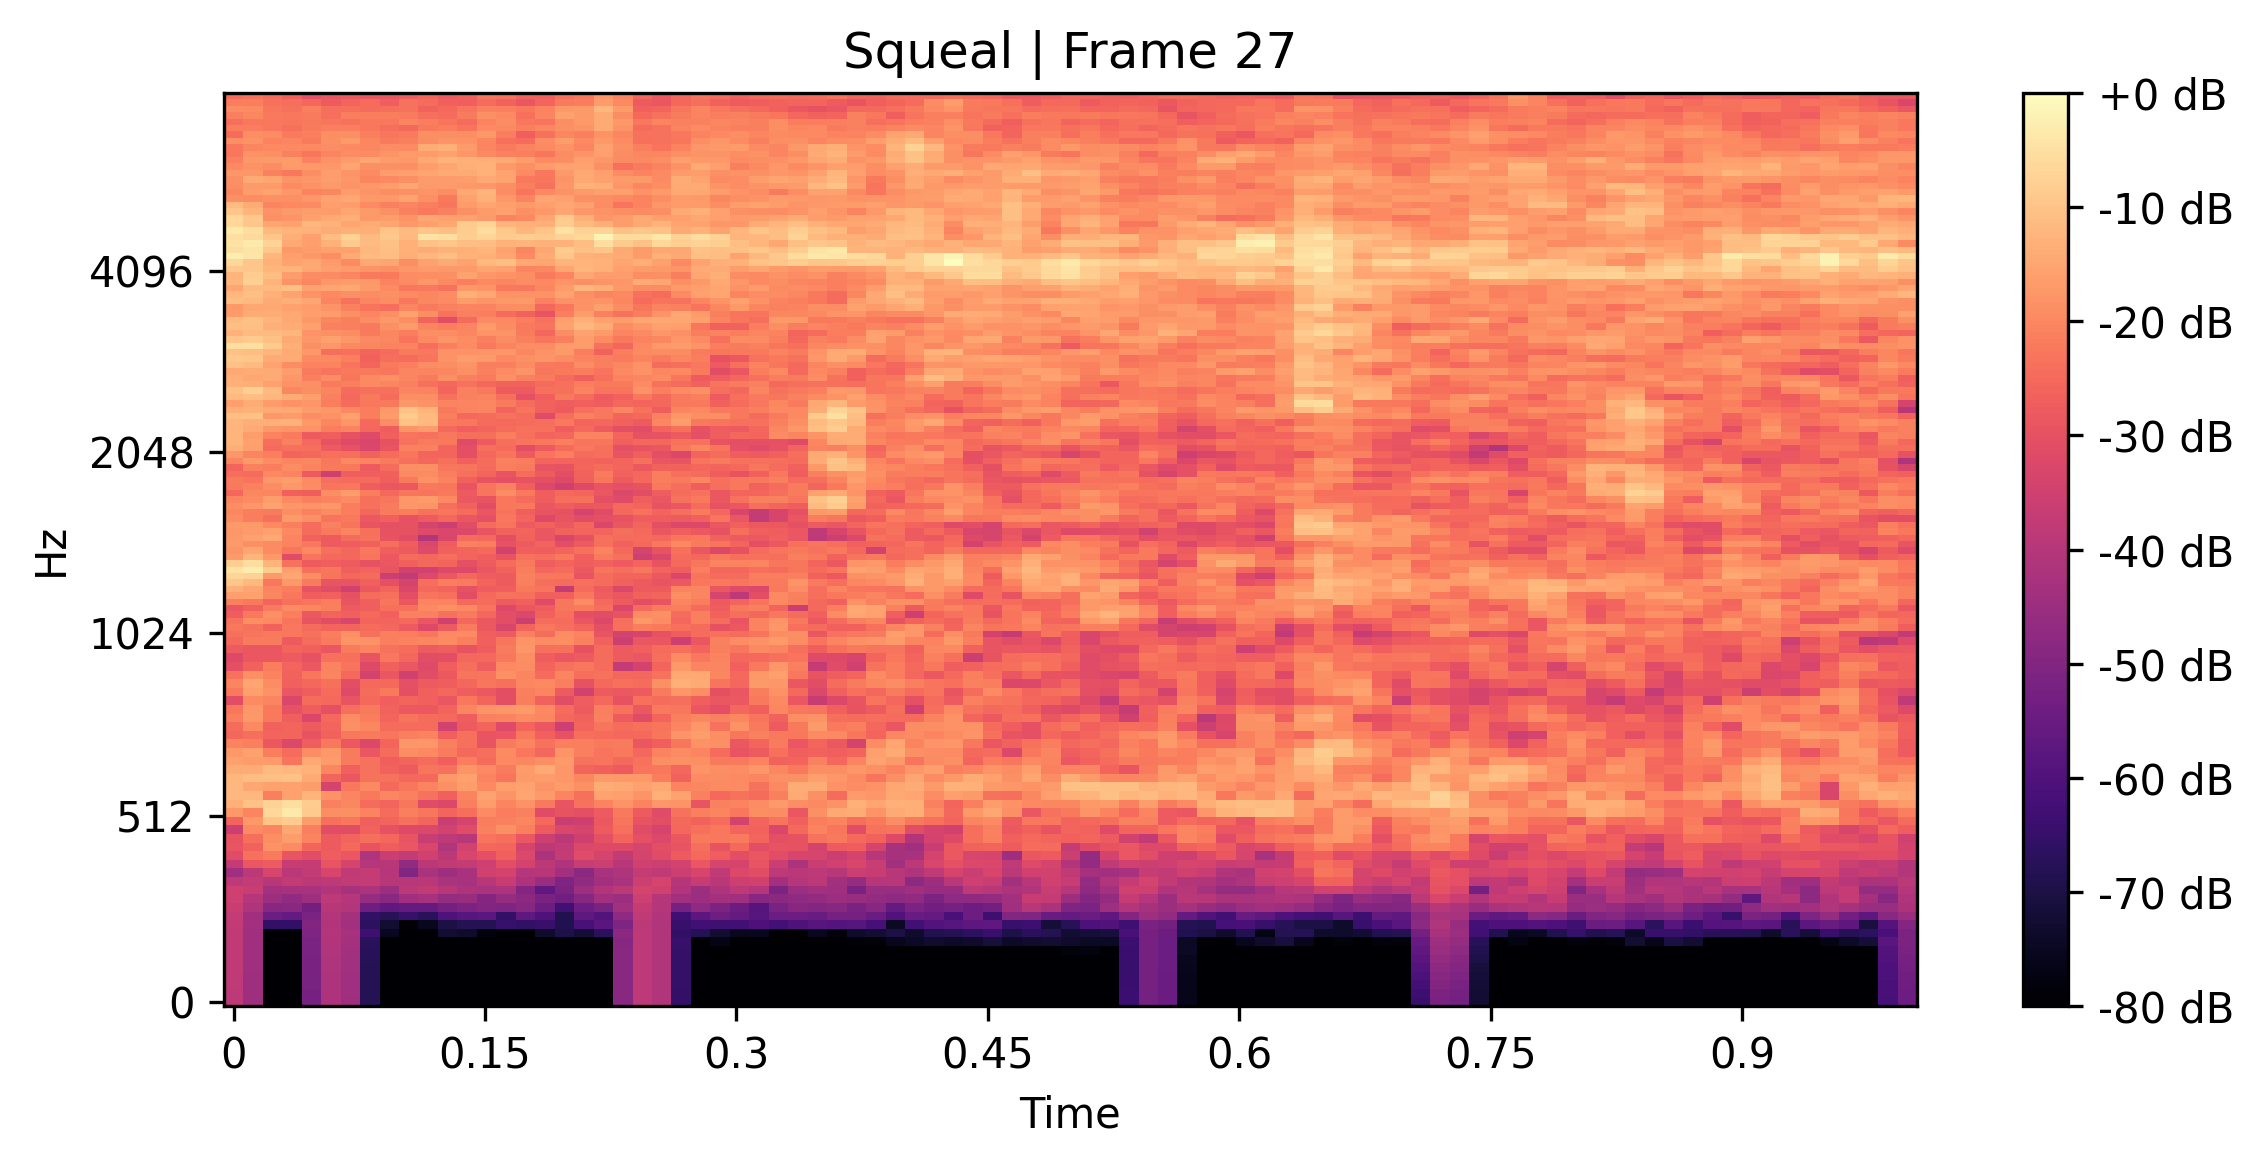 Squeal | Frame 27
+0 dB
-10 dB
-20 dB
-30 dB
-40 dB
-50 dB
-60 dB
-70 dB
-80 dB
Hz
4096
2048
1024
512
0
0 0.15 0.3 0.45 0.6 0.75 0.9
Time